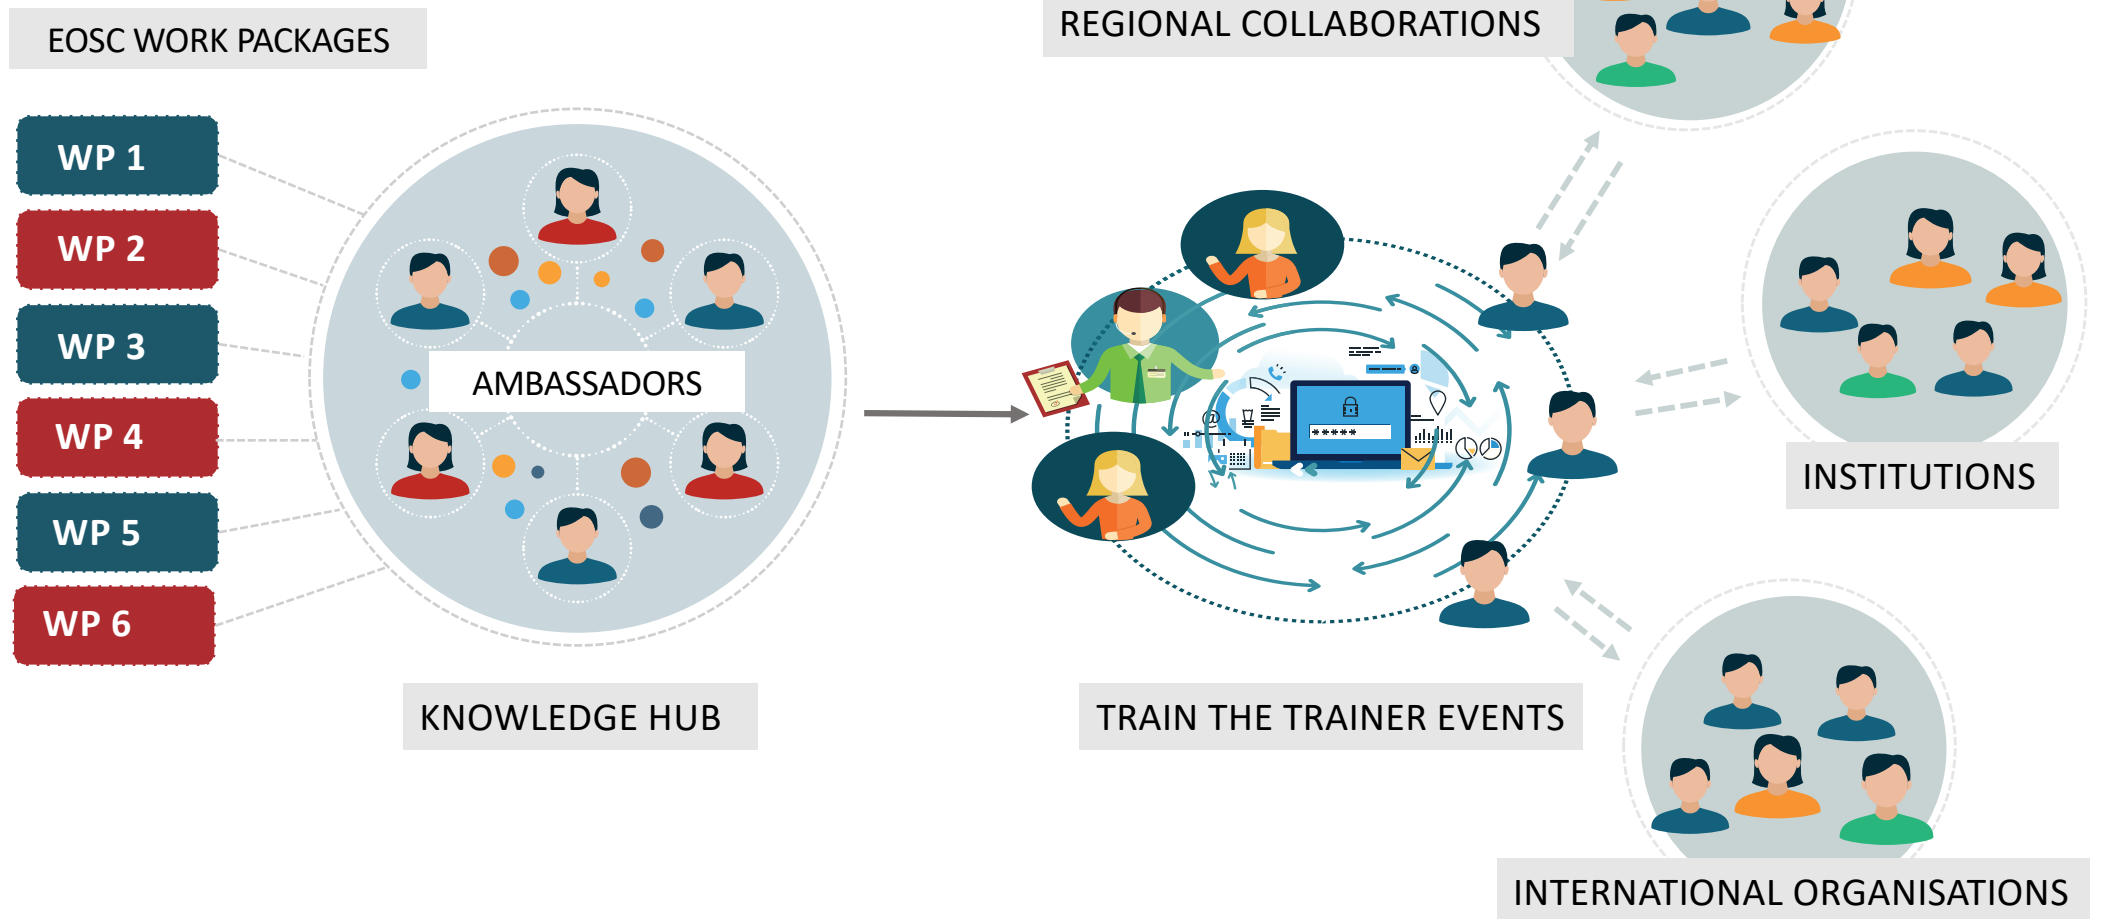 EOSC WORK PACKAGES
REGIONAL COLLABORATIONS
WP 1
WP 2
WP 3
WP 4
WP 5
WP 6
AMBASSADORS
@
*****
INSTITUTIONS
KNOWLEDGE HUB
TRAIN THE TRAINER EVENTS
INTERNATIONAL ORGANISATIONS